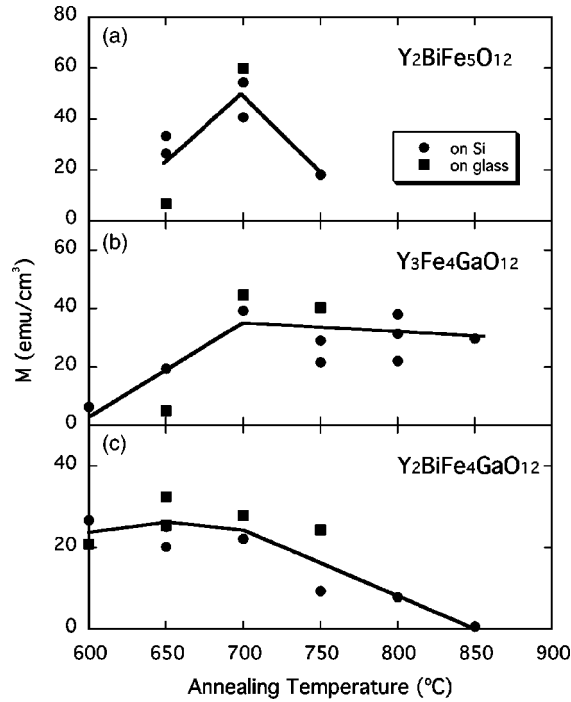 80
(a)
Y2BiFe5O12
60
● on Si
■ on glass
40
20
0
(b)
Y3Fe4GaO12
60
40
20
0
M (emu/cm³)
(c)
Y2BiFe4GaO12
40
20
0
600 650 700 750 800 850 900
Annealing Temperature (ºC)